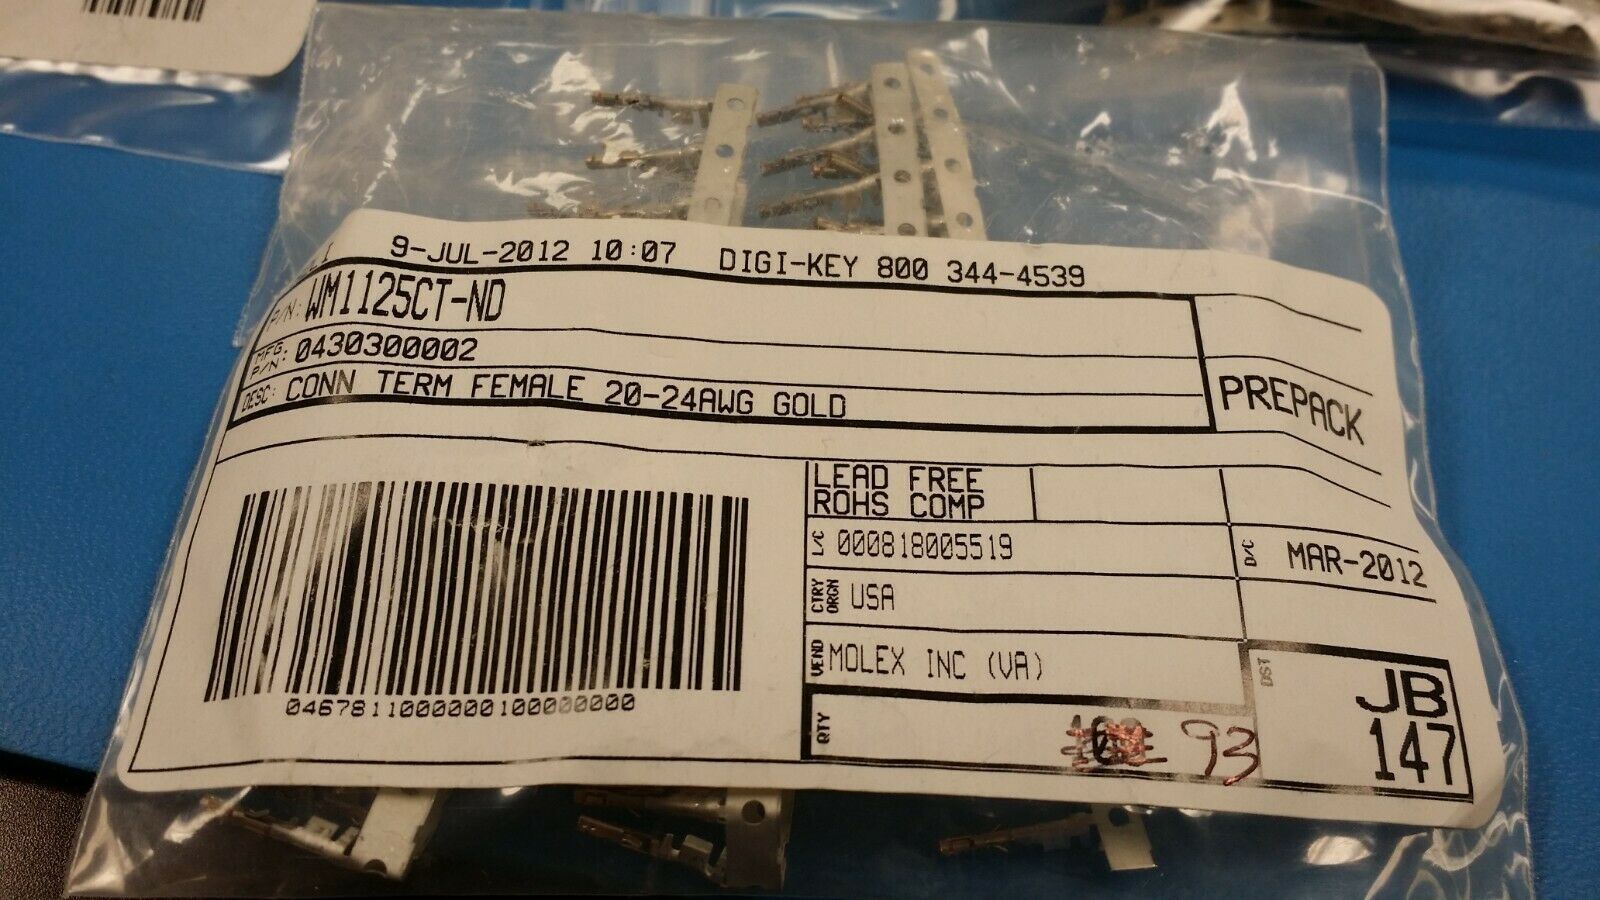 9-JUL-2012 10:07 DIGI-KEY 800 344-4539
P/N: WM1125CT-ND
MFG. P/N: 0430300002
DESC: CONN TERM FEMALE 20-24AWG GOLD
PREPACK
LEAD FREE
ROHS COMP
L/C 000818005519
D/C MAR-2012
CTRY ORGN USA
VEND MOLEX INC (VA)
QTY 100 93
DST JB
147
0467811000000100000000